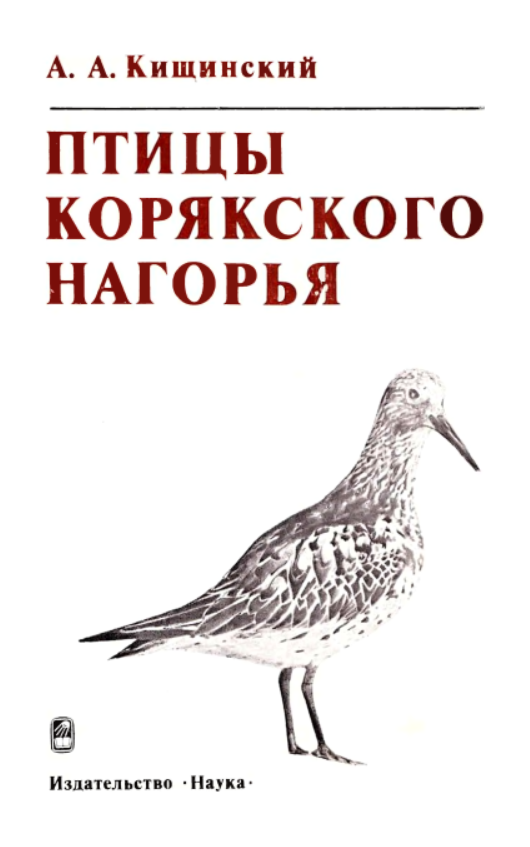 А. А. Кищинский
ПТИЦЫ
КОРЯКСКОГО
НАГОРЬЯ
Издательство ·Наука·